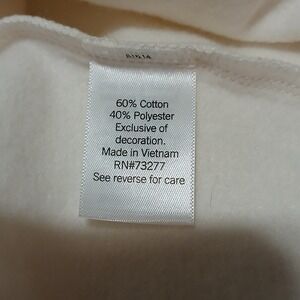 60% Cotton
40% Polyester
Exclusive of
decoration.
Made in Vietnam
RN#73277
See reverse for care